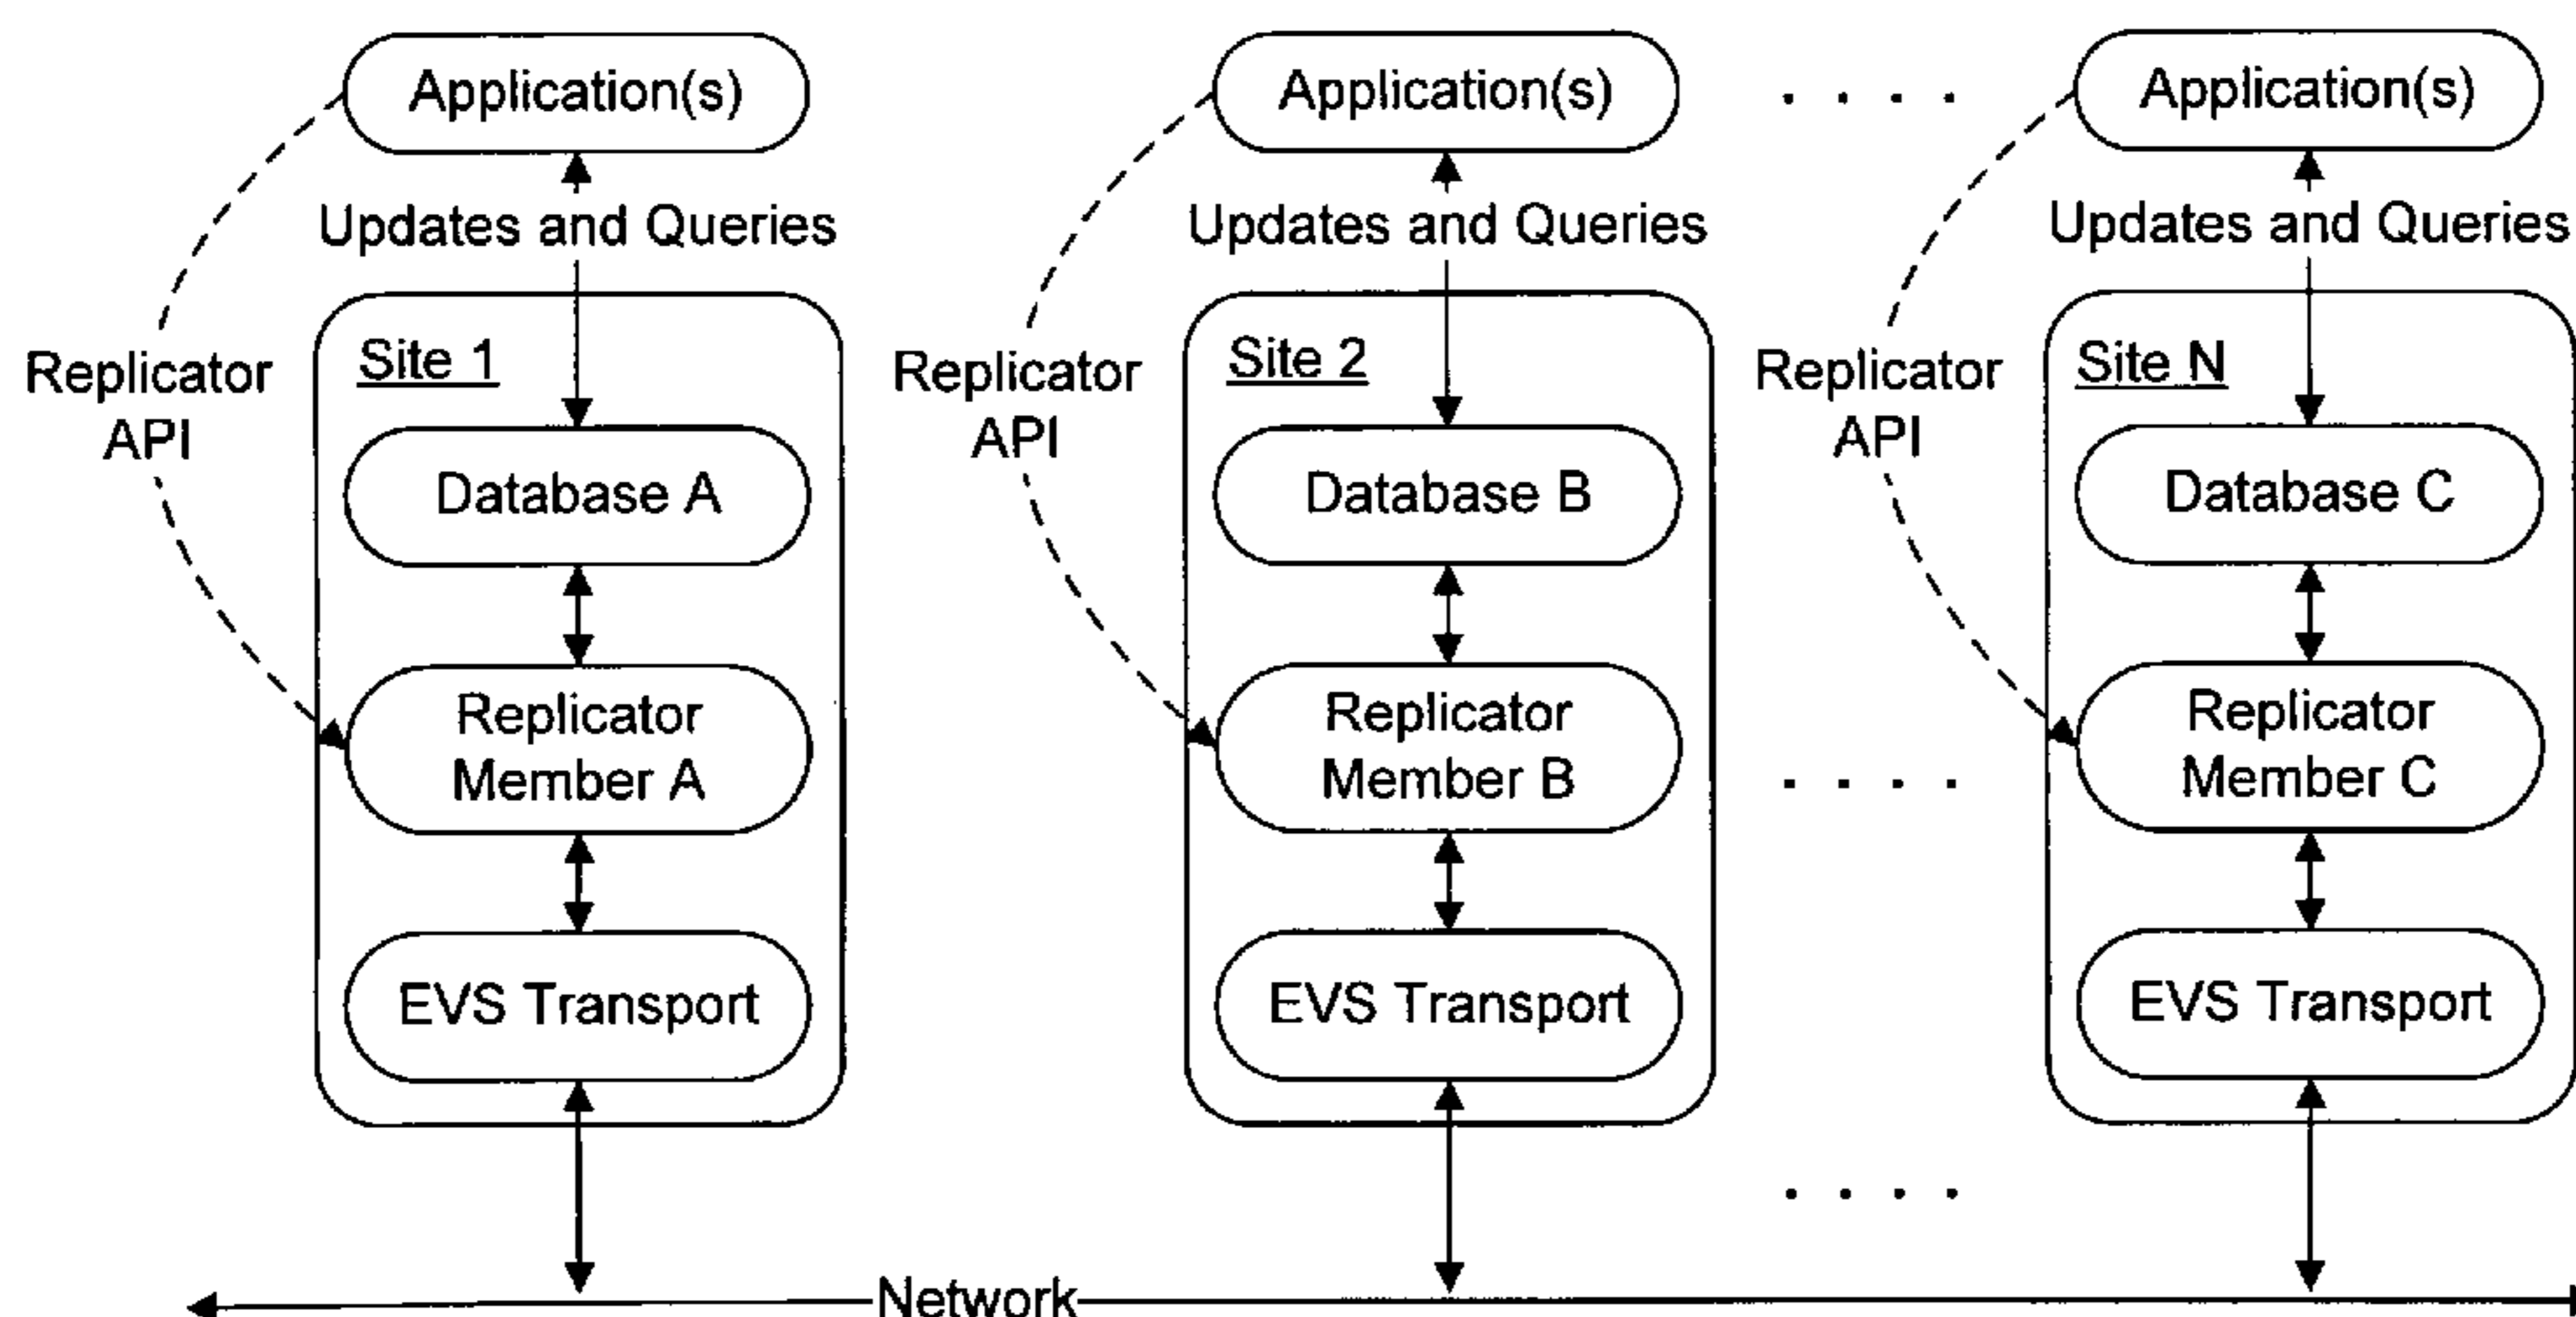 Application(s)
Application(s)
. . . .
Application(s)
Updates and Queries
Updates and Queries
Updates and Queries
Replicator
API
Site 1
Replicator
API
Site 2
Replicator
API
Site N
Database A
Database B
Database C
Replicator
Member A
Replicator
Member B
. . . .
Replicator
Member C
EVS Transport
EVS Transport
EVS Transport
. . . .
Network